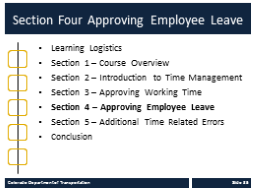 Section Four Approving Employee Leave
• Learning Logistics
• Section 1 – Course Overview
• Section 2 – Introduction to Time Management
• Section 3 – Approving Working Time
• Section 4 – Approving Employee Leave
• Section 5 – Additional Time Related Errors
• Conclusion
Colorado Department of Transportation
Slide